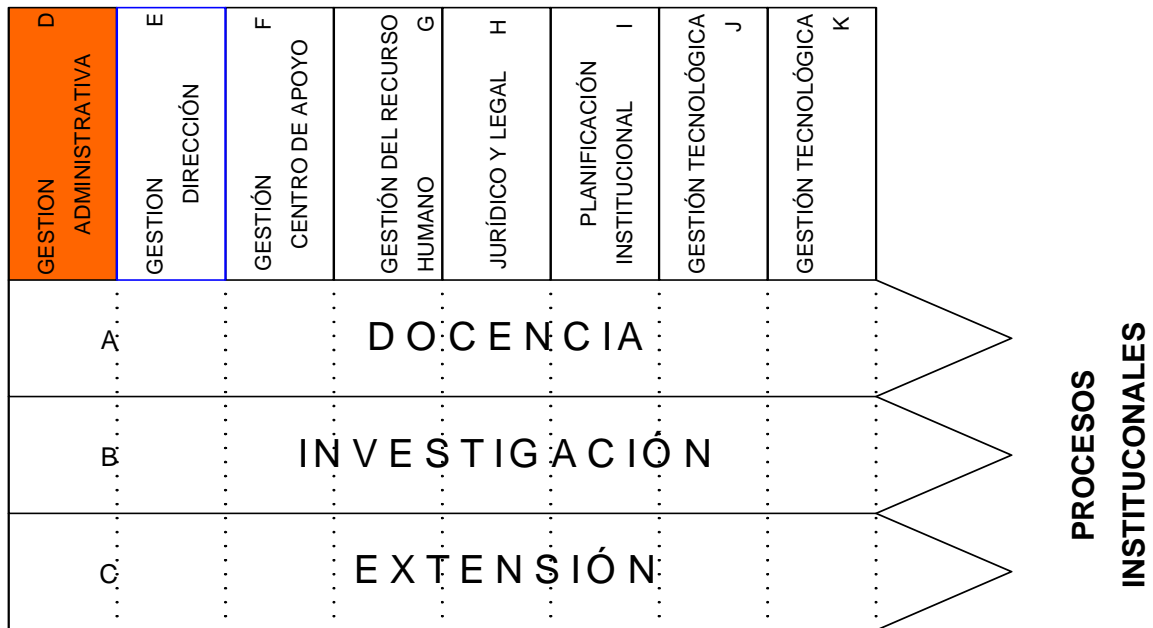 D
GESTION
ADMINISTRATIVA
E
GESTION
DIRECCIÓN
F
GESTIÓN
CENTRO DE APOYO
G
GESTIÓN DEL RECURSO
HUMANO
H
JURÍDICO Y LEGAL
I
PLANIFICACIÓN
INSTITUCIONAL
J
GESTIÓN TECNOLÓGICA
K
GESTIÓN TECNOLÓGICA
A
DOCENCIA
B
INVESTIGACIÓN
C
EXTENSIÓN
PROCESOS
INSTITUCONALES